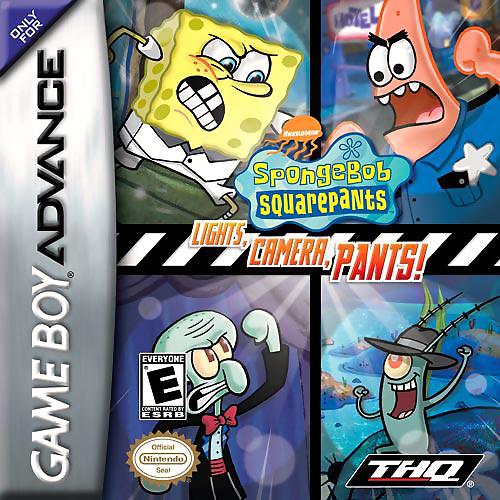 ONLY
FOR
GAME BOY ADVANCE
HOTEL
NICKELODEON
SpongeBob
SQUAREPANTS
LIGHTS, CAMERA, PANTS!
EVERYONE
E
CONTENT RATED BY
ESRB
Official
Nintendo
Seal
THQ